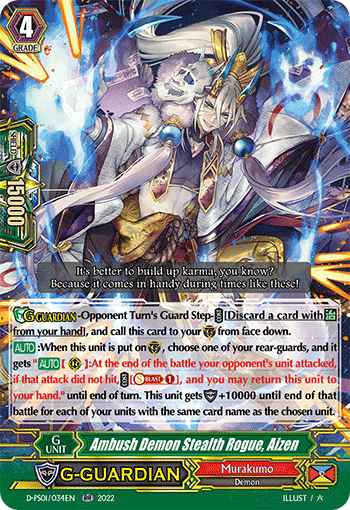 4
GRADE
SHIELD
15000
It's better to build up karma, you know?
Because it comes in handy during times like these!
G GUARDIAN -Opponent Turn's Guard Step- [Discard a card with
from your hand], and call this card to your from face down.
AUTO :When this unit is put on , choose one of your rear-guards, and it
gets "AUTO [ ]:At the end of the battle your opponent's unit attacked,
if that attack did not hit, [ BLAST 1 ], and you may return this unit to
your hand." until end of turn. This unit gets +10000 until end of that
battle for each of your units with the same card name as the chosen unit.
G
UNIT
Ambush Demon Stealth Rogue, Aizen
G-GUARDIAN
Murakumo
Demon
D-PS01/034EN RR 2022
ILLUST / 六